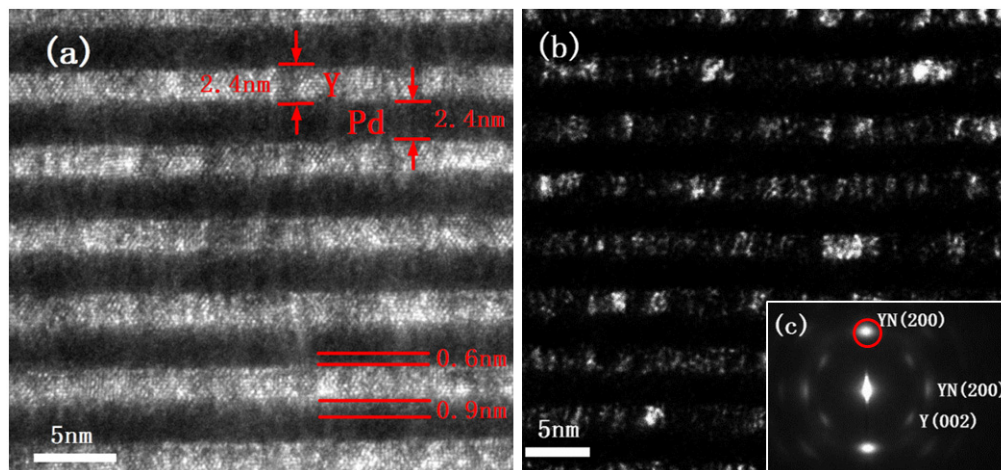 (a)
2.4nm
Y
Pd
2.4nm
0.6nm
0.9nm
5nm
(b)
5nm
(c)
YN(200)
YN(200)
Y(002)